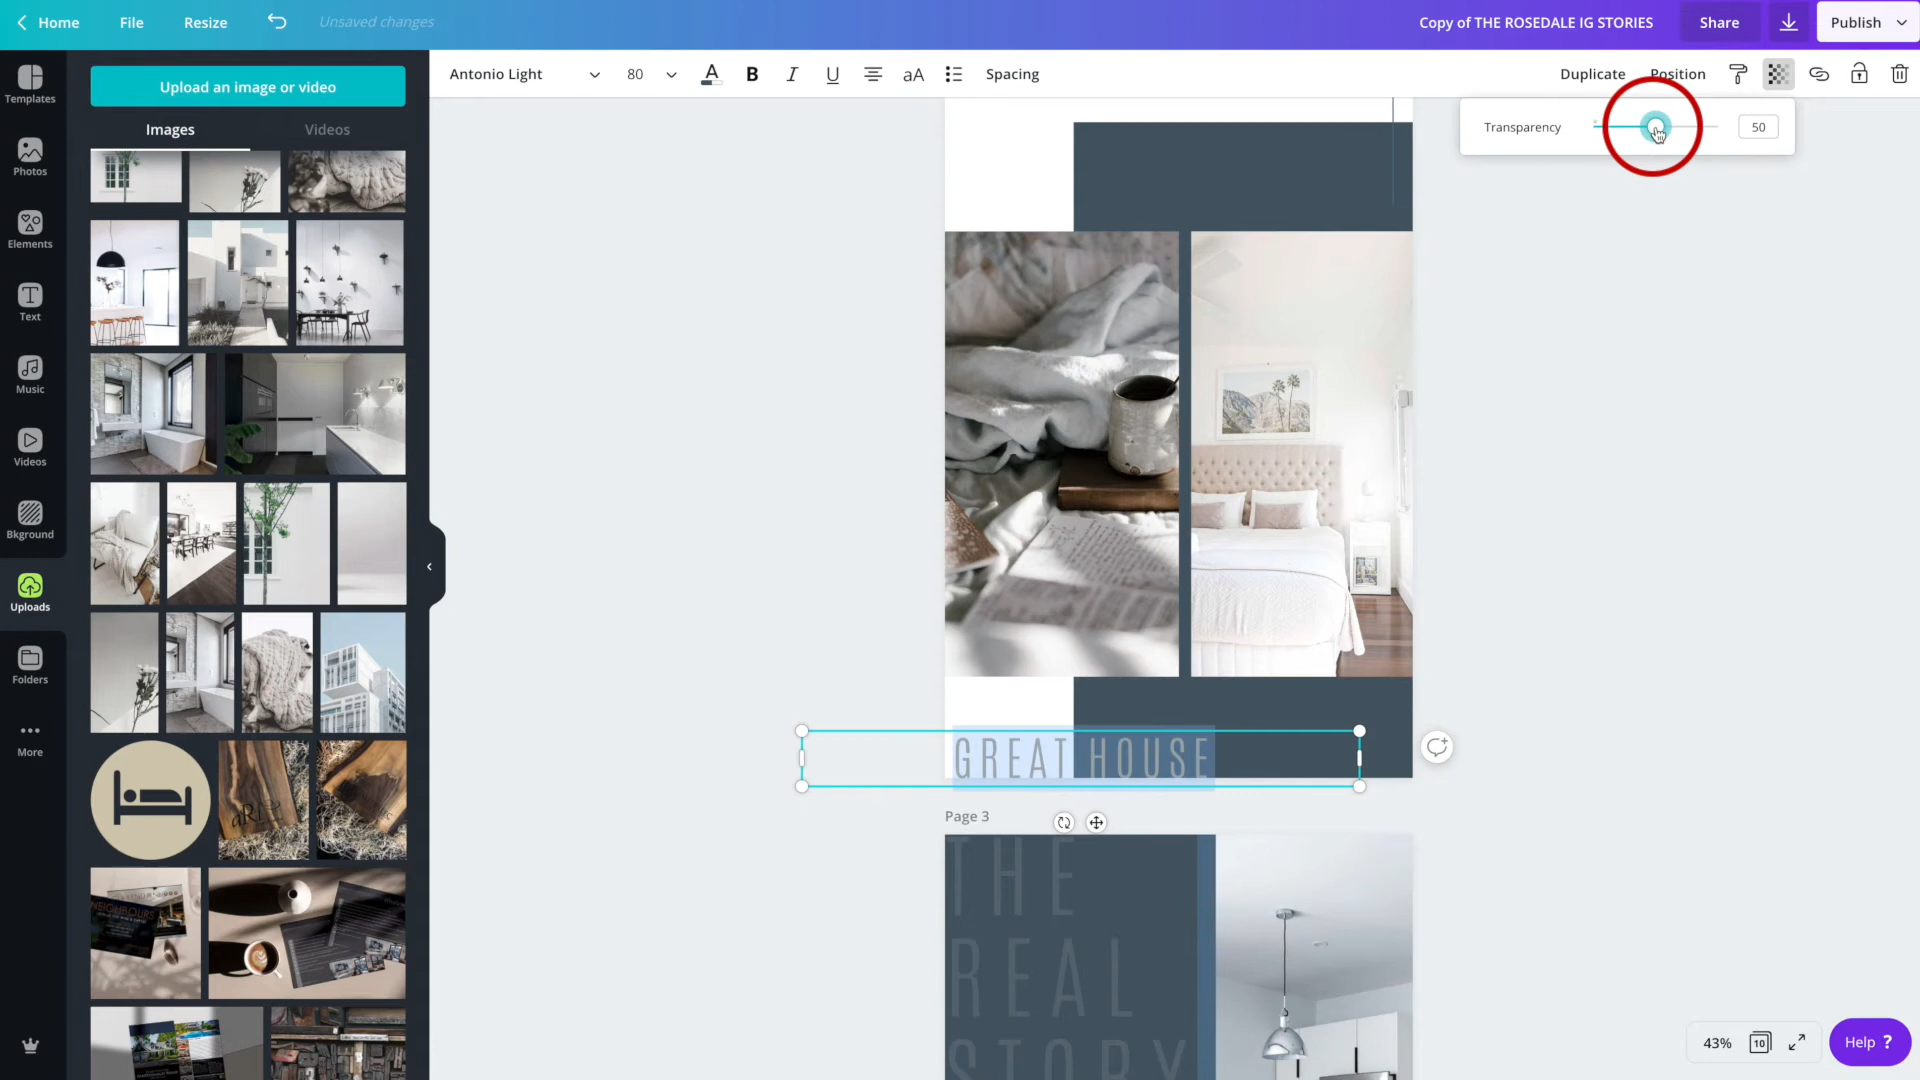 Home
File
Resize
Unsaved changes
Copy of THE ROSEDALE IG STORIES
Share
Publish
Templates
Photos
Elements
Text
Music
Videos
Bkground
Uploads
Folders
More
Upload an image or video
Images
Videos
Antonio Light
80
A
B
I
U
aA
Spacing
Duplicate
Position
Transparency
50
GREAT HOUSE
Page 3
THE
REAL
STORY
43%
10
Help ?
NEIGHBOURS